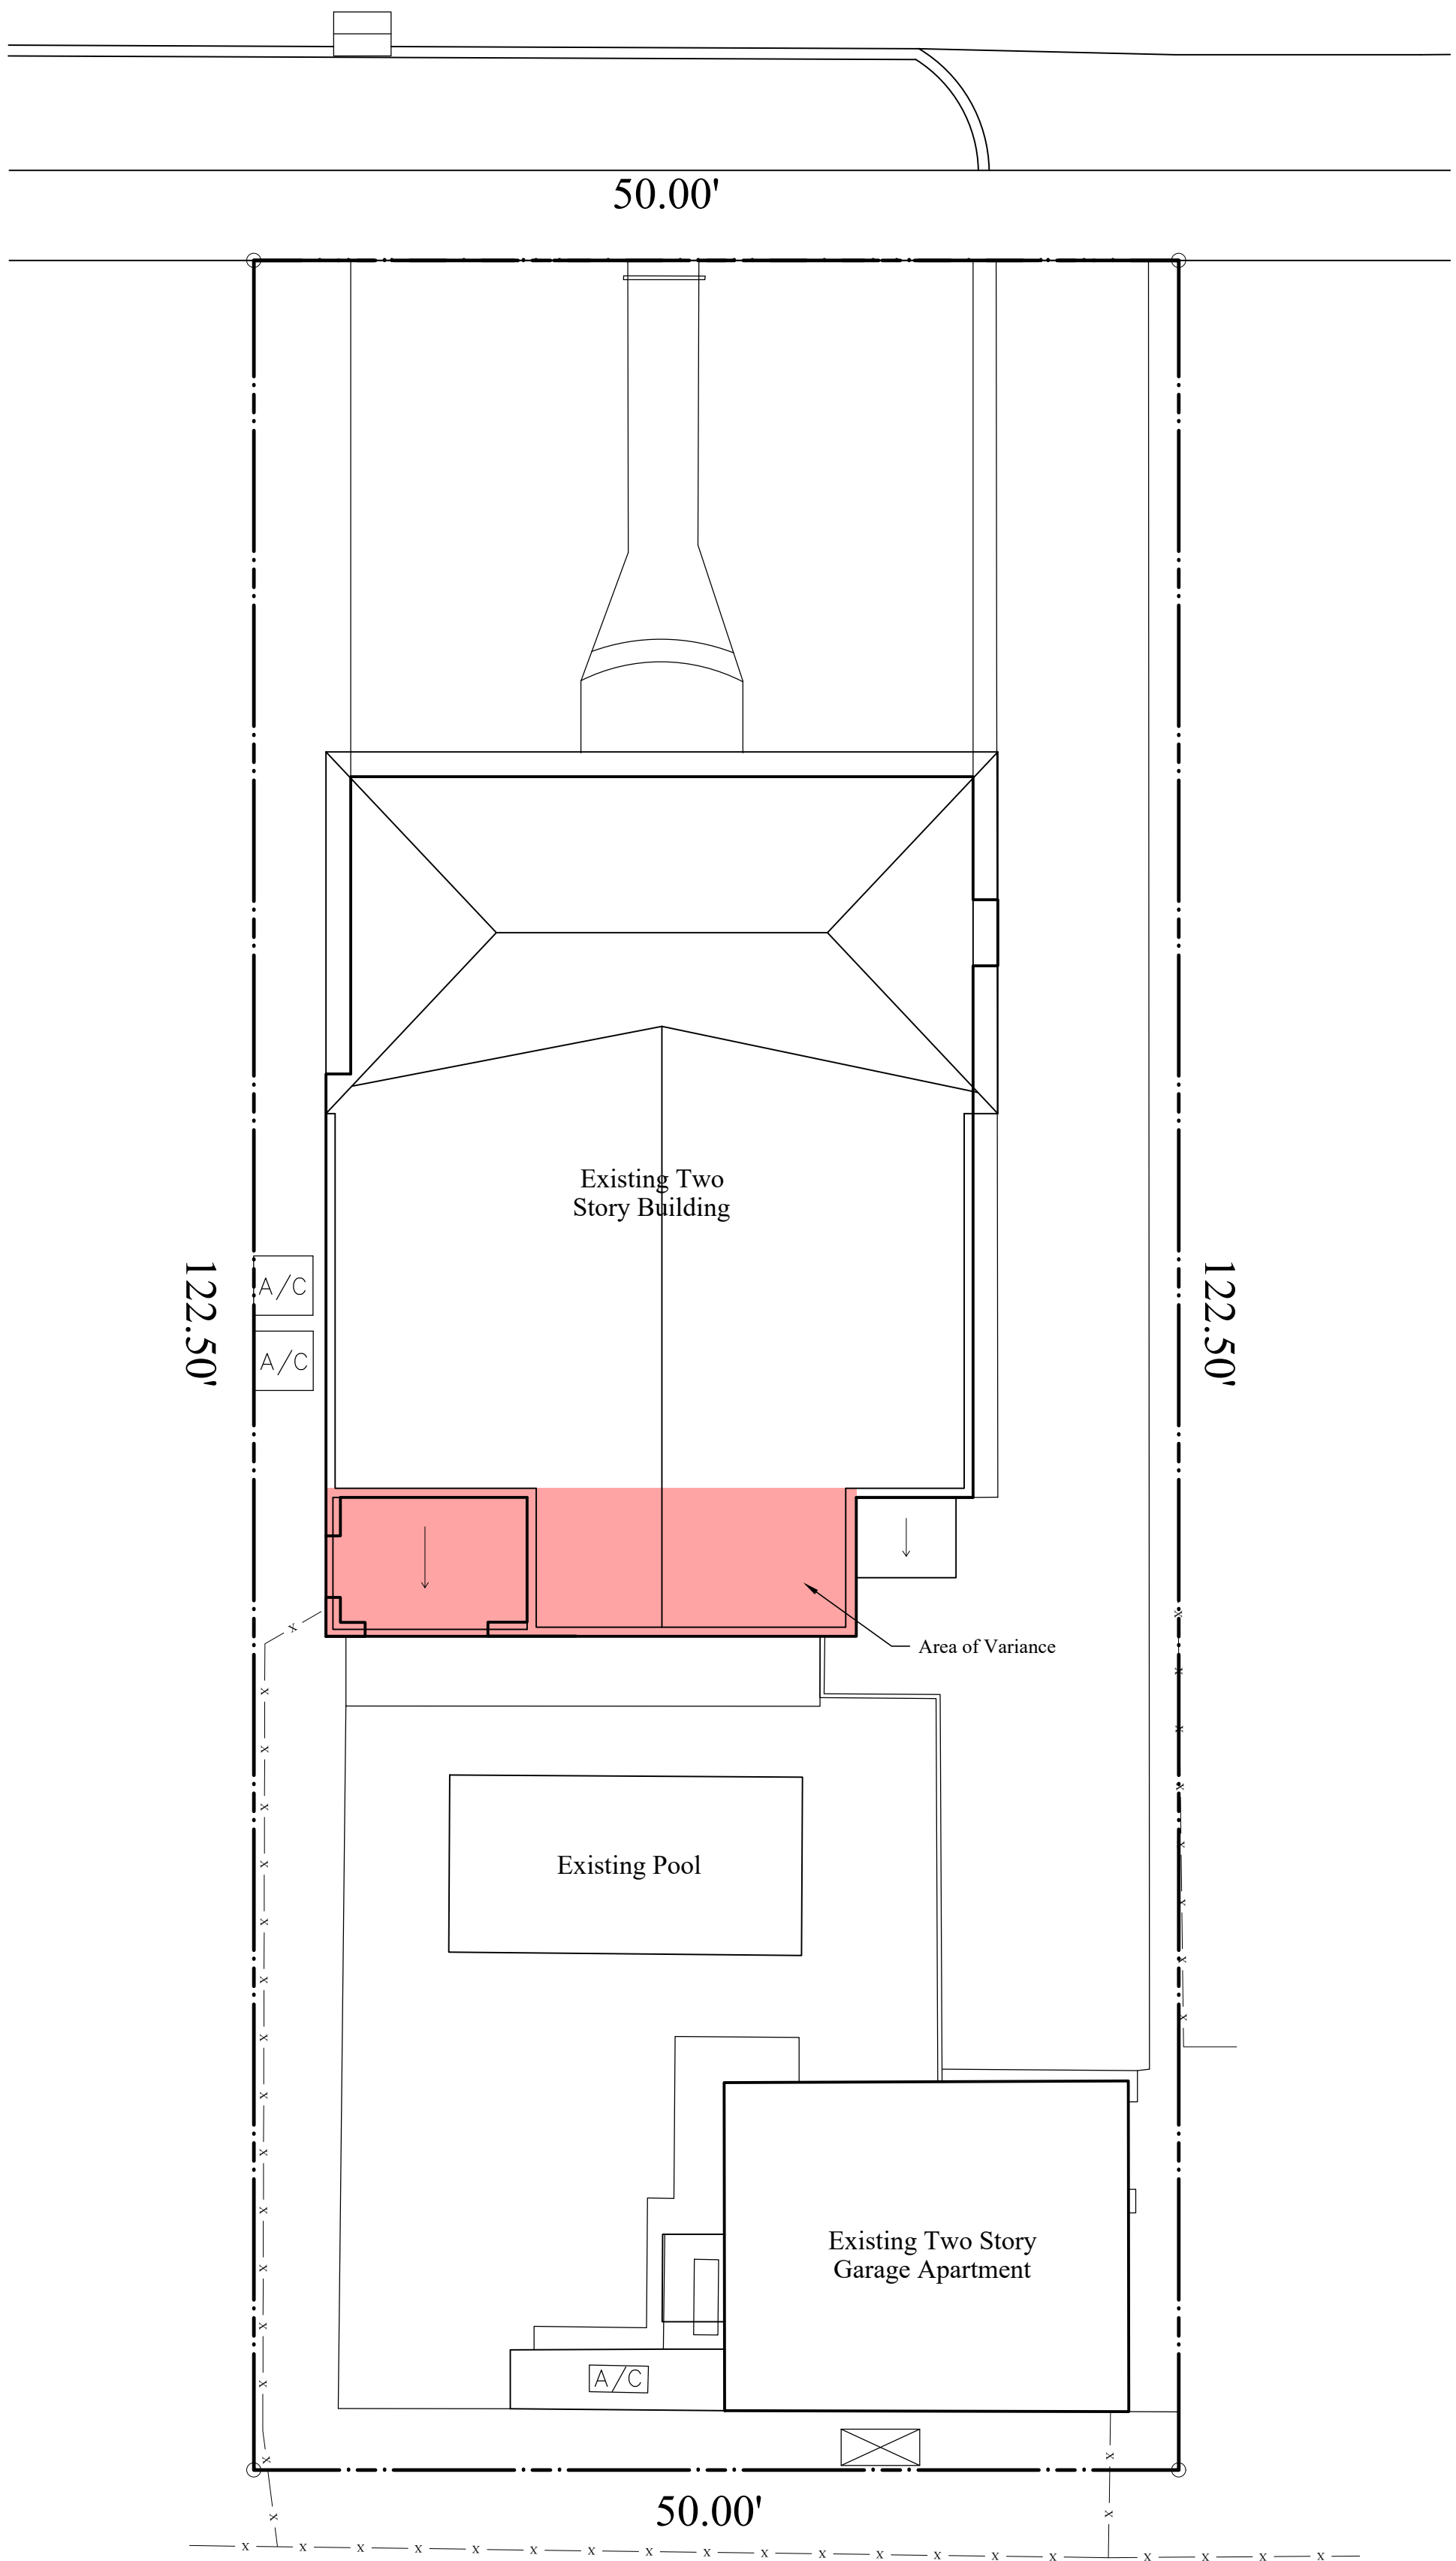 50.00'
Existing Two
Story Building
A/C
122.50'
122.50'
A/C
Area of Variance
Existing Pool
Existing Two Story
Garage Apartment
A/C
50.00'